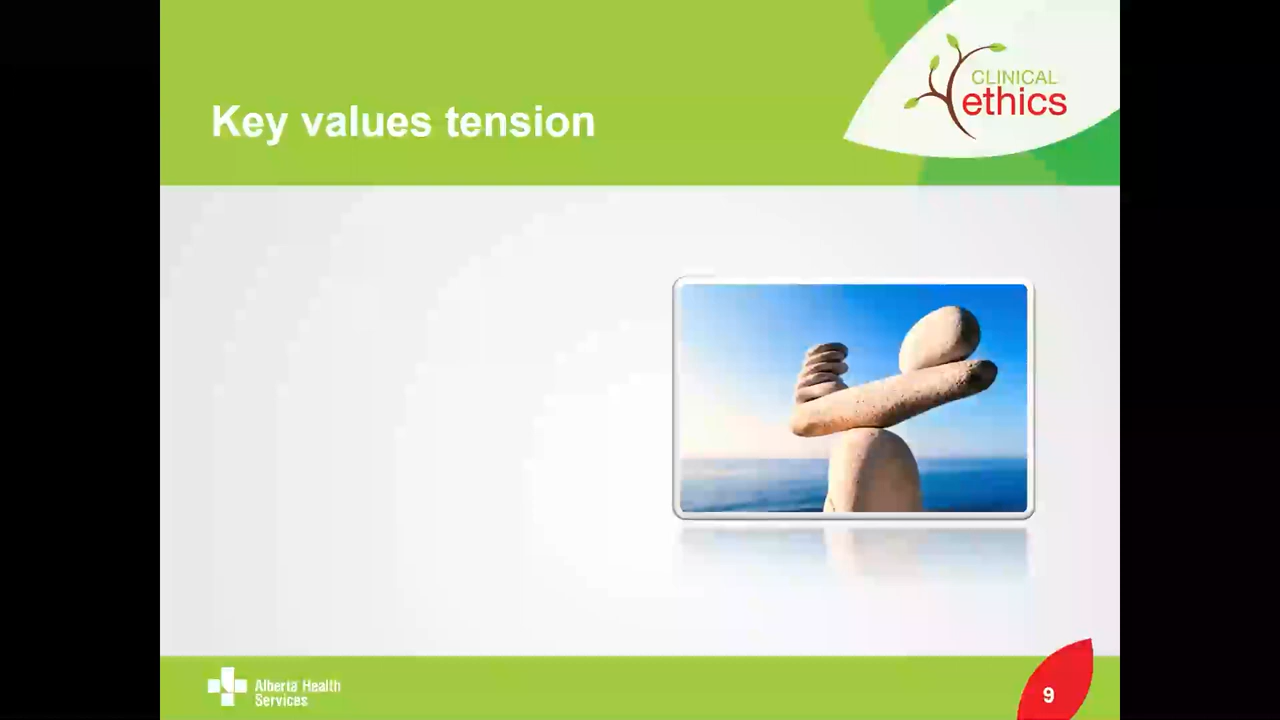 CLINICAL
ethics
Key values tension
Alberta Health
Services
9